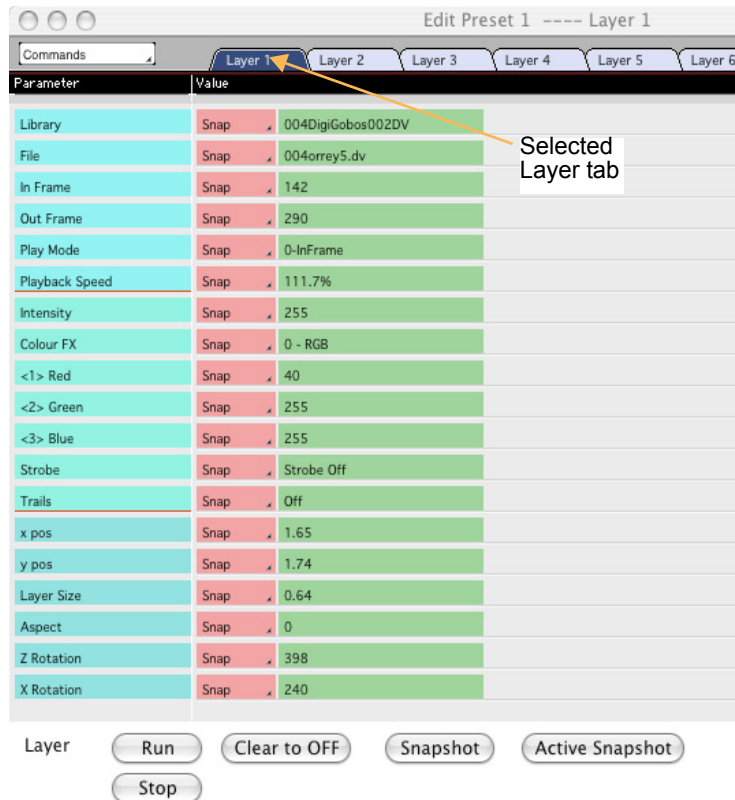 Edit Preset 1 ---- Layer 1
Commands
Layer 1 Layer 2 Layer 3 Layer 4 Layer 5 Layer 6
Parameter Value
Library Snap 004DigiGobos002DV
File Snap 004orrey5.dv
In Frame Snap 142
Out Frame Snap 290
Play Mode Snap 0-InFrame
Playback Speed Snap 111.7%
Intensity Snap 255
Colour FX Snap 0 - RGB
<1> Red Snap 40
<2> Green Snap 255
<3> Blue Snap 255
Strobe Snap Strobe Off
Trails Snap Off
x pos Snap 1.65
y pos Snap 1.74
Layer Size Snap 0.64
Aspect Snap 0
Z Rotation Snap 398
X Rotation Snap 240
Selected
Layer tab
Layer Run Clear to OFF Snapshot Active Snapshot
Stop